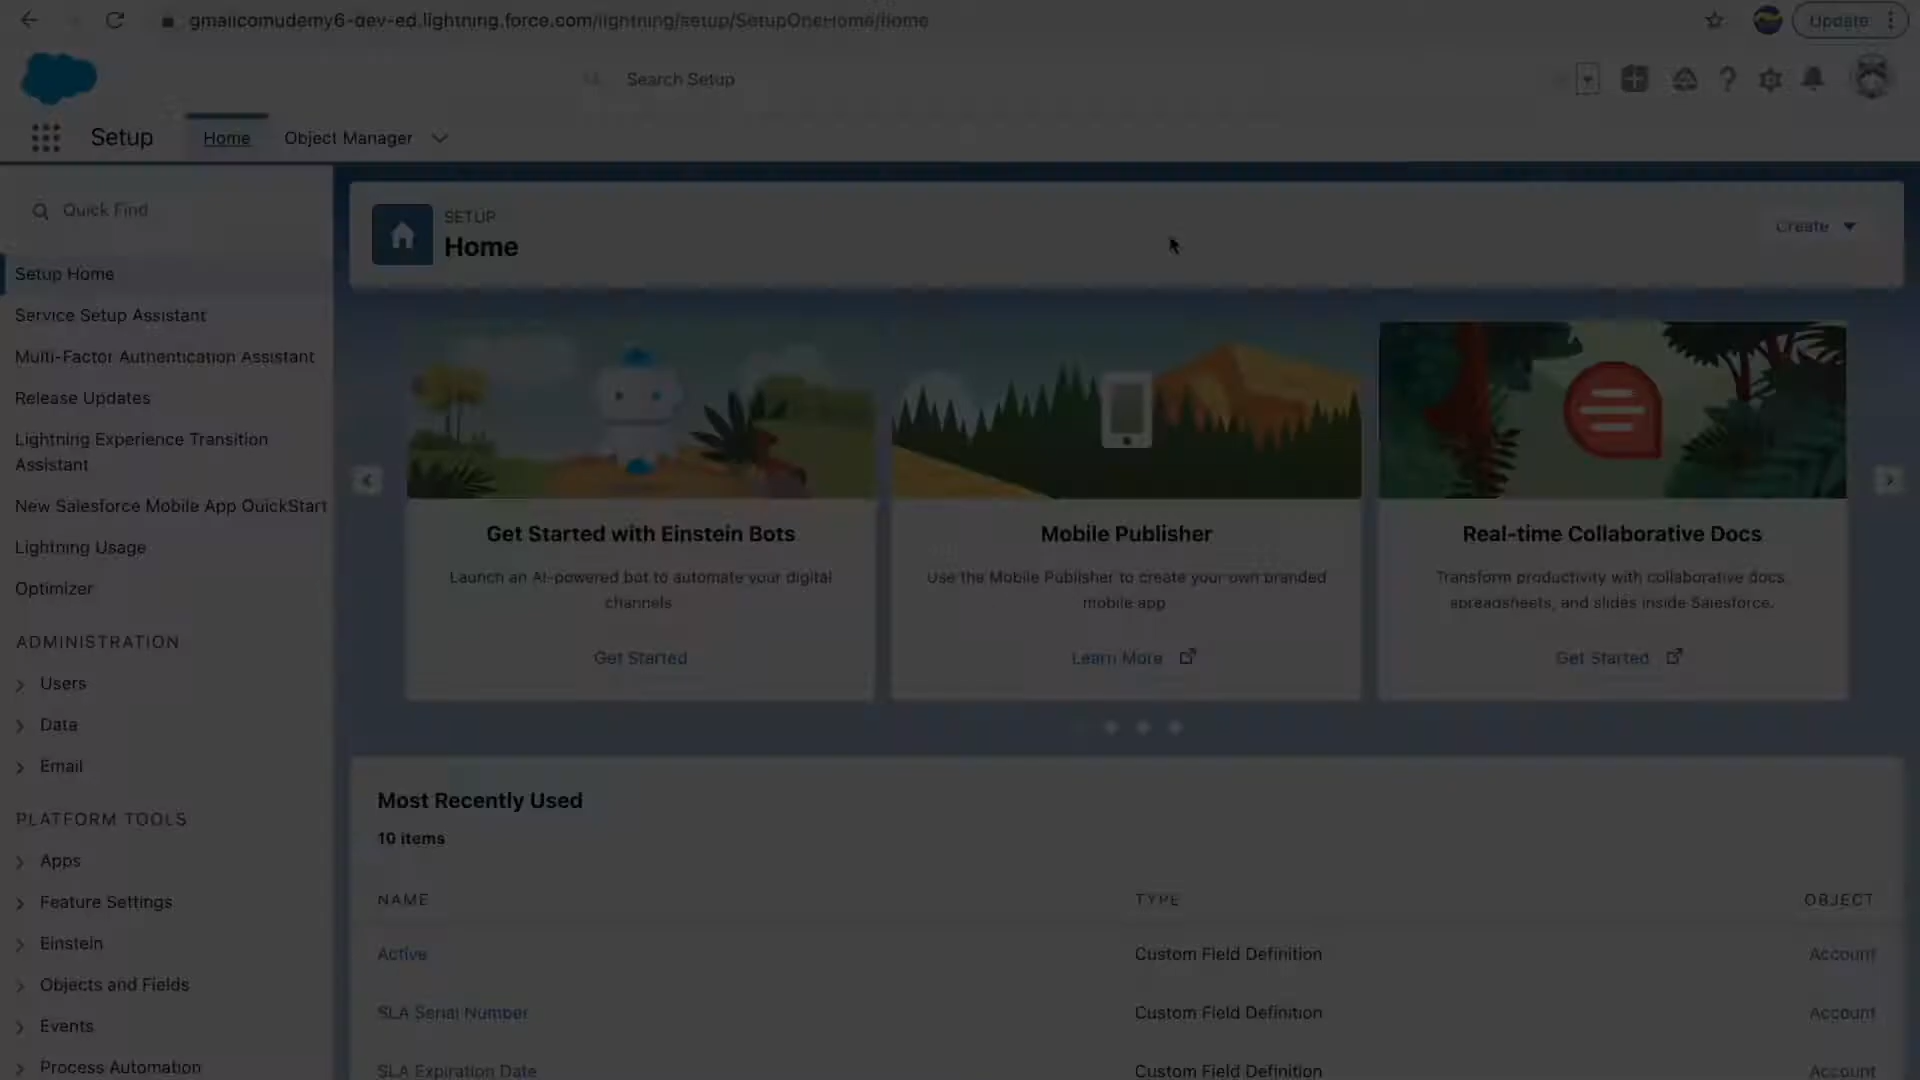 gmailcomudemy6-dev-ed.lightning.force.com/lightning/setup/SetupOneHome/home
Update
Search Setup
Setup
Home
Object Manager
Quick Find
Setup Home
Service Setup Assistant
Multi-Factor Authentication Assistant
Release Updates
Lightning Experience Transition
Assistant
New Salesforce Mobile App QuickStart
Lightning Usage
Optimizer
ADMINISTRATION
Users
Data
Email
PLATFORM TOOLS
Apps
Feature Settings
Einstein
Objects and Fields
Events
Process Automation
SETUP
Home
Create
Get Started with Einstein Bots
Launch an AI-powered bot to automate your digital
channels.
Get Started
Mobile Publisher
Use the Mobile Publisher to create your own branded
mobile app.
Learn More
Real-time Collaborative Docs
Transform productivity with collaborative docs,
spreadsheets, and slides inside Salesforce.
Get Started
Most Recently Used
10 items
NAME TYPE OBJECT
Active Custom Field Definition Account
SLA Serial Number Custom Field Definition Account
SLA Expiration Date Custom Field Definition Account